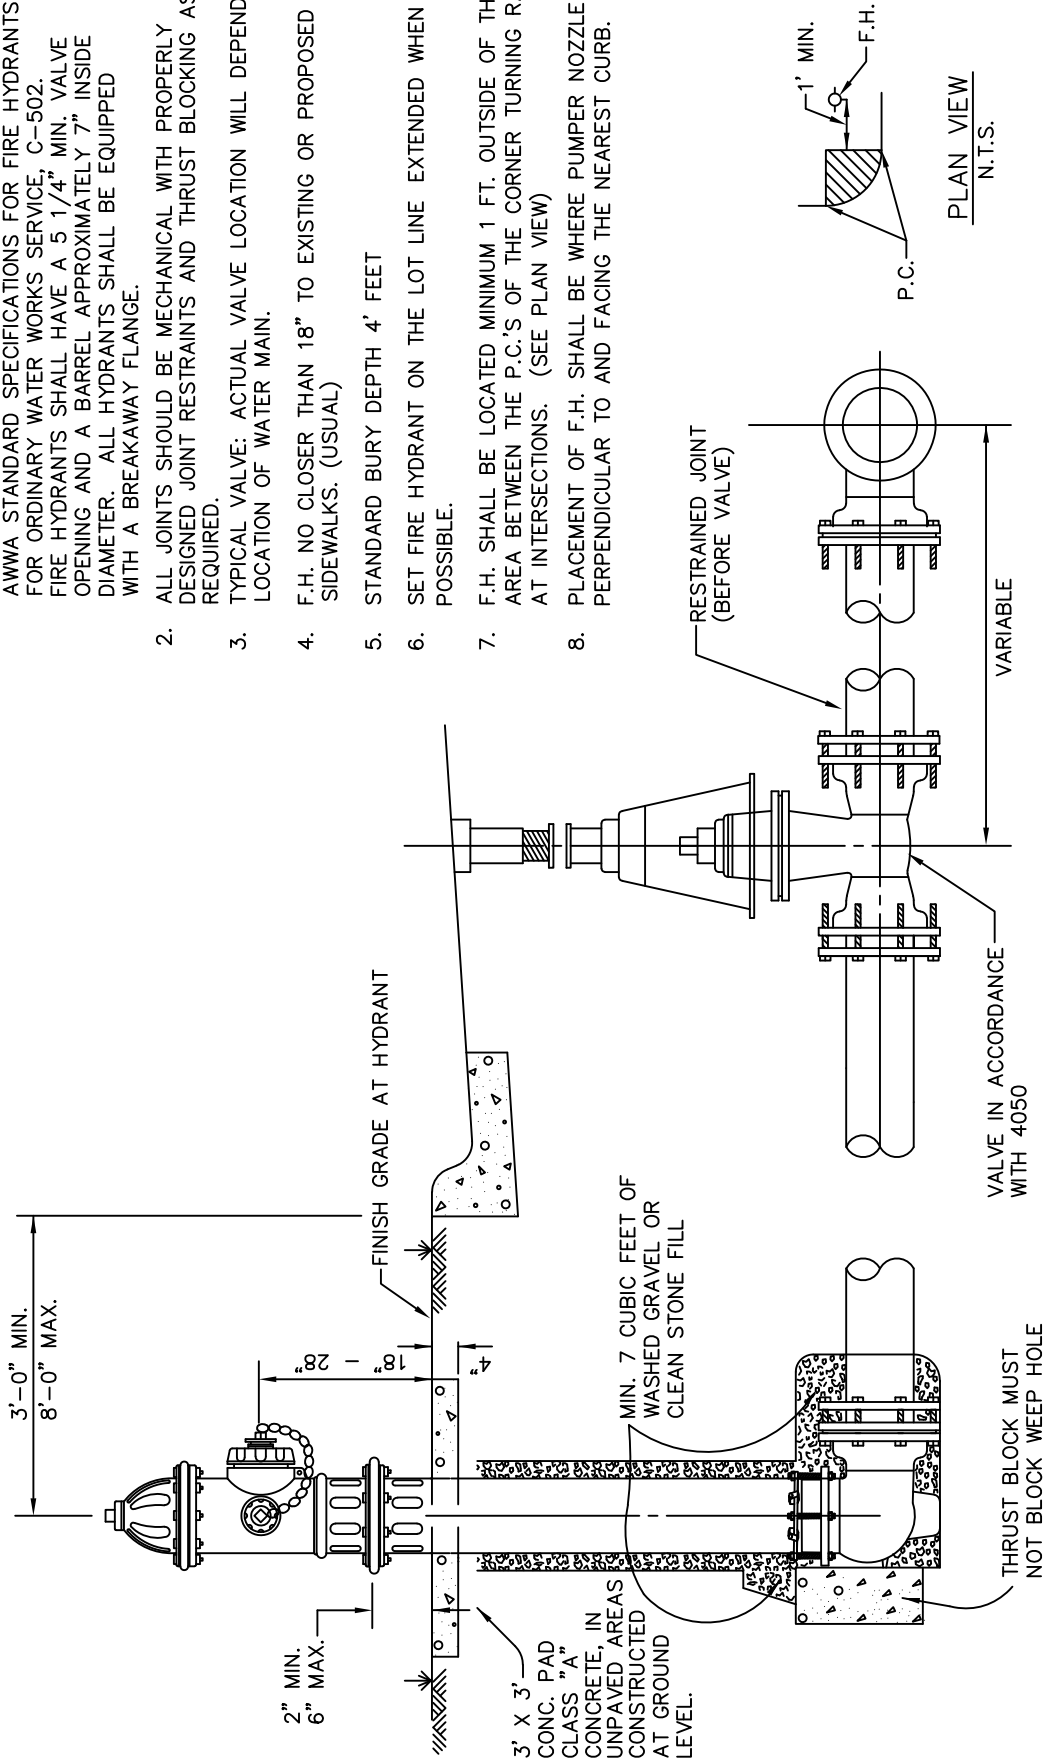 AWWA STANDARD SPECIFICATIONS FOR FIRE HYDRANTS
FOR ORDINARY WATER WORKS SERVICE, C-502.
FIRE HYDRANTS SHALL HAVE A 5 1/4" MIN. VALVE
OPENING AND A BARREL APPROXIMATELY 7" INSIDE
DIAMETER. ALL HYDRANTS SHALL BE EQUIPPED
WITH A BREAKAWAY FLANGE.
2. ALL JOINTS SHOULD BE MECHANICAL WITH PROPERLY
DESIGNED JOINT RESTRAINTS AND THRUST BLOCKING AS
REQUIRED.
3. TYPICAL VALVE: ACTUAL VALVE LOCATION WILL DEPEND
LOCATION OF WATER MAIN.
4. F.H. NO CLOSER THAN 18" TO EXISTING OR PROPOSED
SIDEWALKS. (USUAL)
5. STANDARD BURY DEPTH 4' FEET
6. SET FIRE HYDRANT ON THE LOT LINE EXTENDED WHEN
POSSIBLE.
7. F.H. SHALL BE LOCATED MINIMUM 1 FT. OUTSIDE OF TH
AREA BETWEEN THE P.C.'S OF THE CORNER TURNING R
AT INTERSECTIONS. (SEE PLAN VIEW)
8. PLACEMENT OF F.H. SHALL BE WHERE PUMPER NOZZLE
PERPENDICULAR TO AND FACING THE NEAREST CURB.
3'-0" MIN.
8'-0" MAX.
2" MIN.
6" MAX.
18" - 28"
4"
FINISH GRADE AT HYDRANT
3' X 3'
CONC. PAD
CLASS "A"
CONCRETE, IN
UNPAVED AREAS
CONSTRUCTED
AT GROUND
LEVEL.
MIN. 7 CUBIC FEET OF
WASHED GRAVEL OR
CLEAN STONE FILL
THRUST BLOCK MUST
NOT BLOCK WEEP HOLE
VALVE IN ACCORDANCE
WITH 4050
RESTRAINED JOINT
(BEFORE VALVE)
VARIABLE
1' MIN.
F.H.
P.C.
PLAN VIEW
N.T.S.